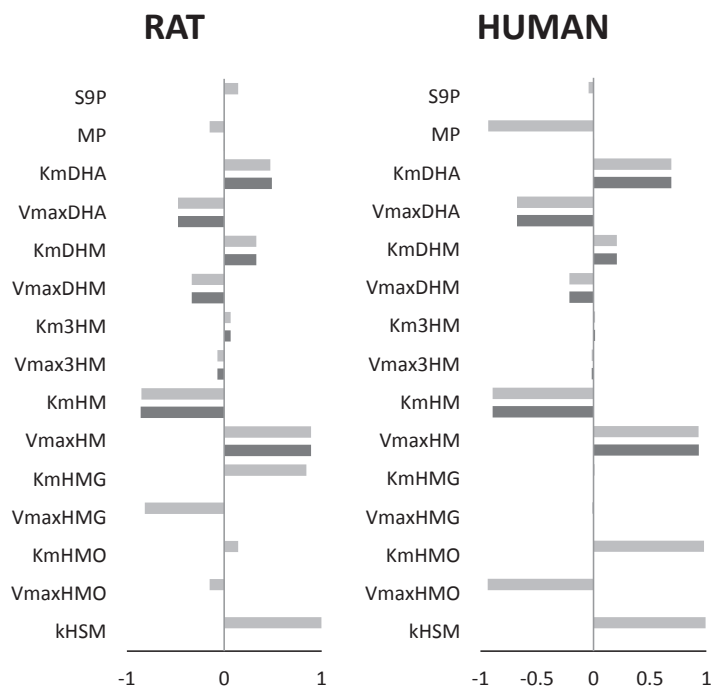 RAT
S9P
MP
KmDHA
VmaxDHA
KmDHM
VmaxDHM
Km3HM
Vmax3HM
KmHM
VmaxHM
KmHMG
VmaxHMG
KmHMO
VmaxHMO
kHSM
-1 0 1
HUMAN
S9P
MP
KmDHA
VmaxDHA
KmDHM
VmaxDHM
Km3HM
Vmax3HM
KmHM
VmaxHM
KmHMG
VmaxHMG
KmHMO
VmaxHMO
kHSM
-1 -0.5 0 0.5 1